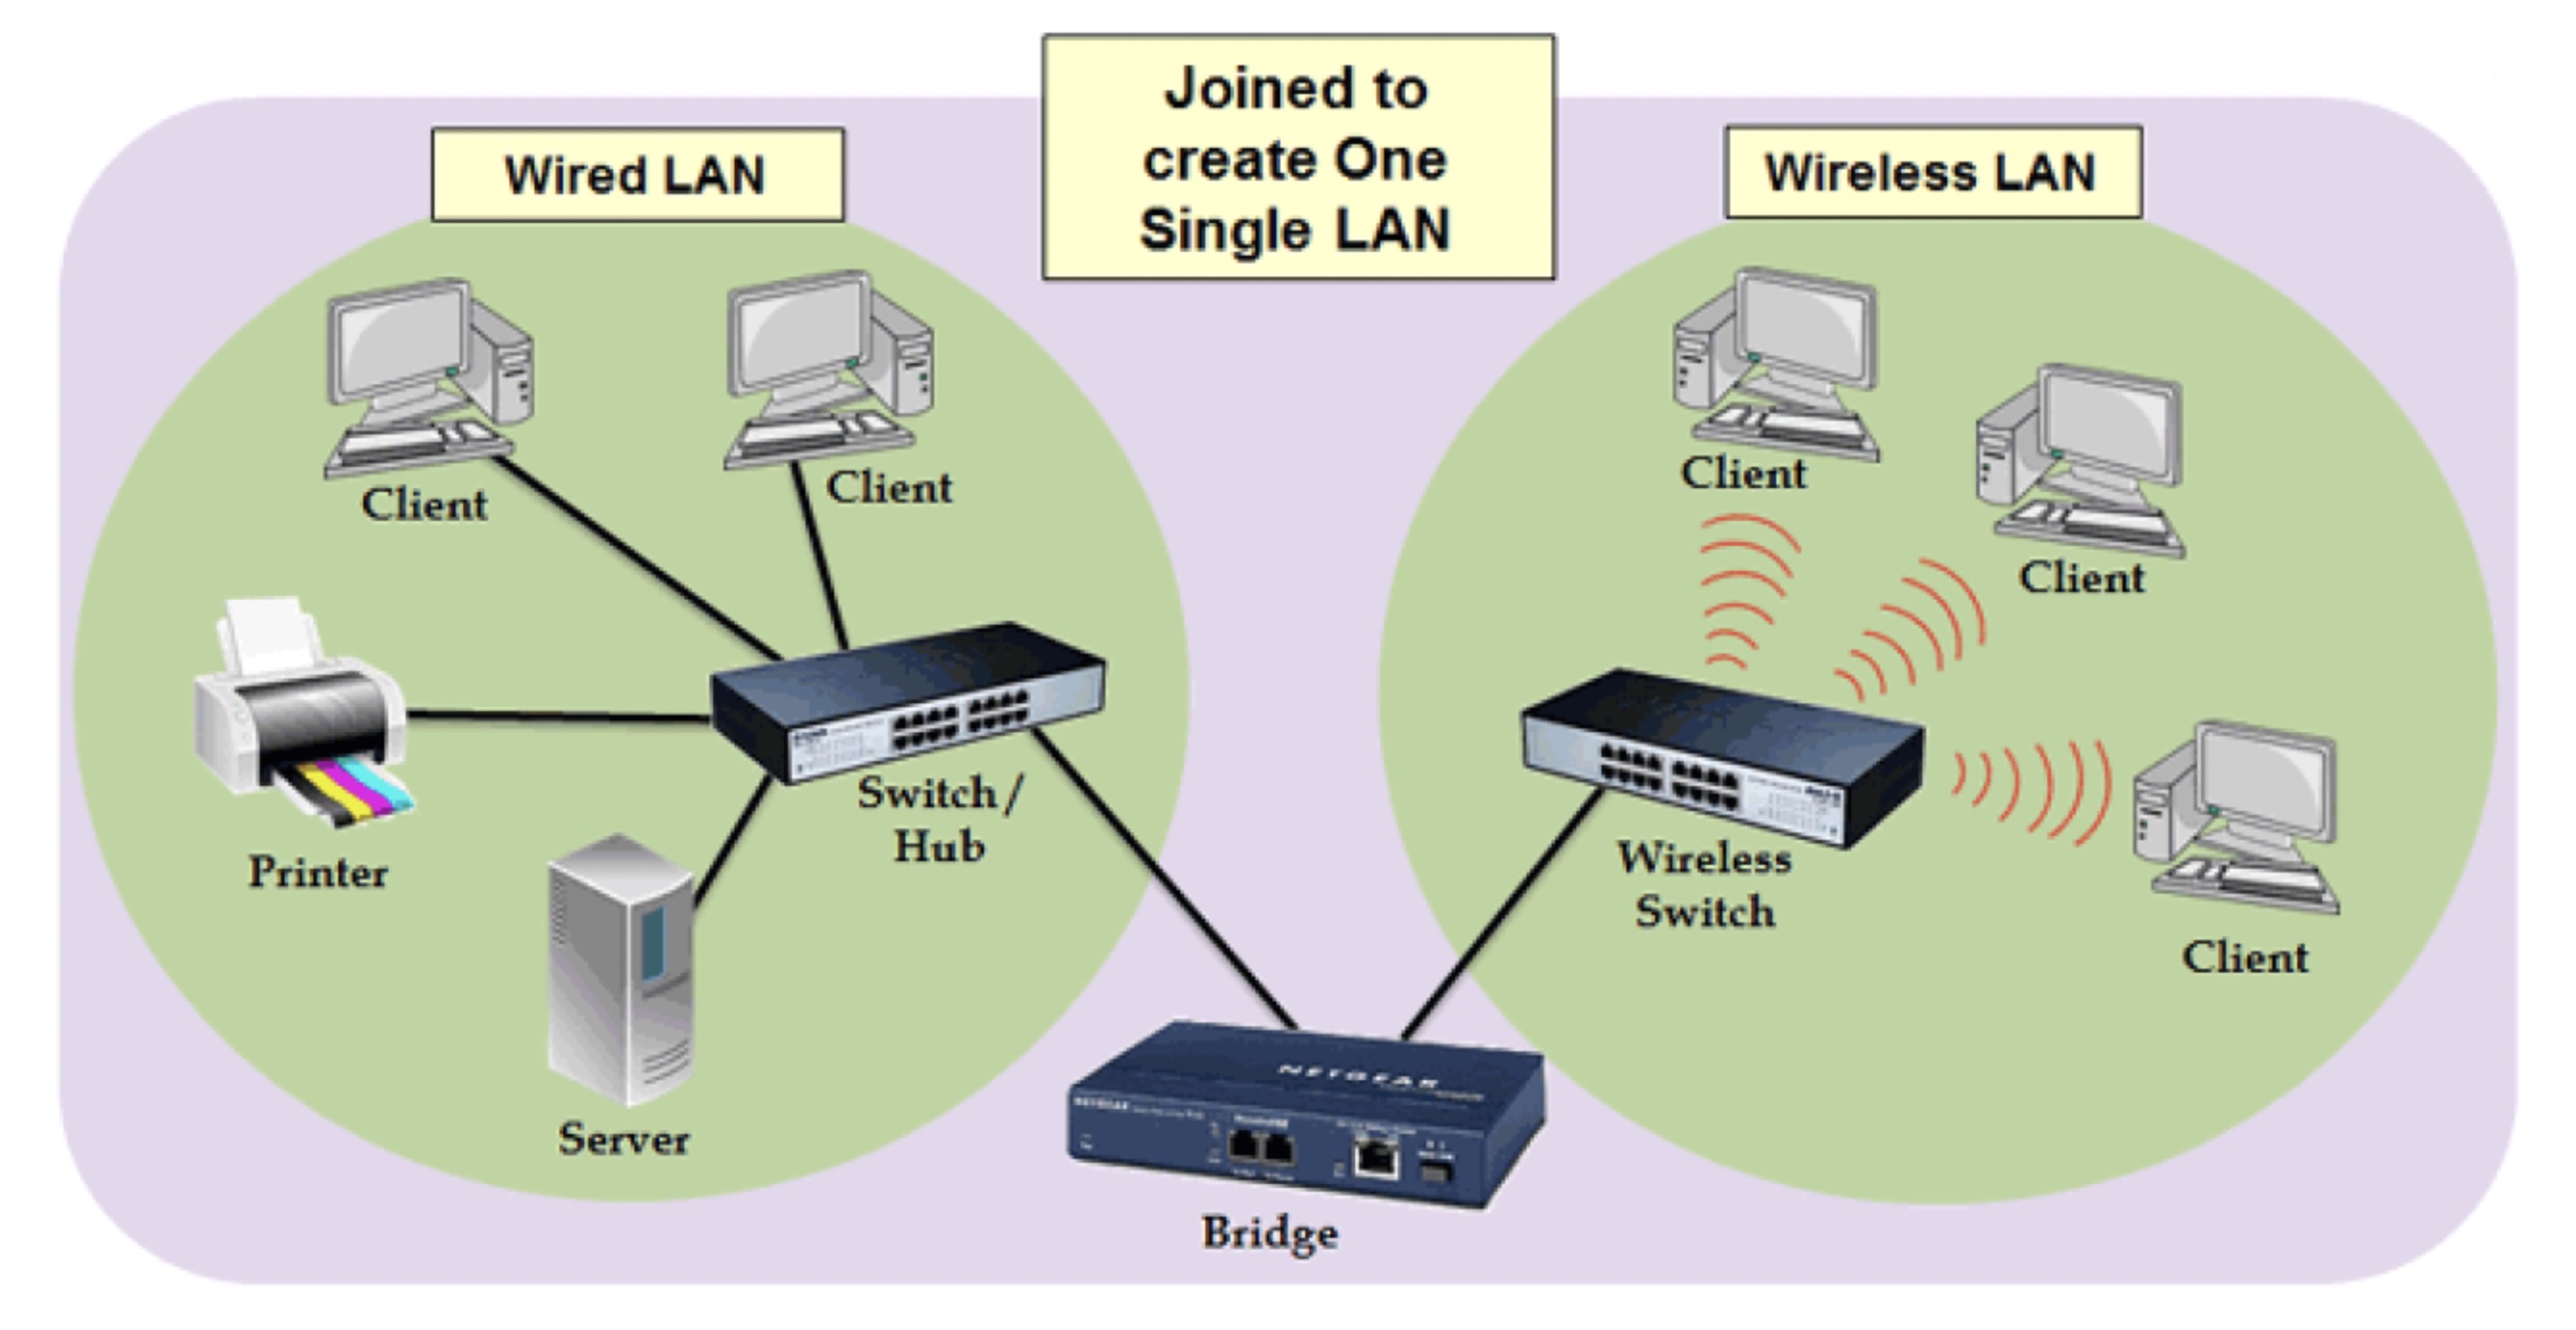 Joined to
create One
Single LAN
Wired LAN
Wireless LAN
Client
Client
Client
Client
Printer
Switch/
Hub
Wireless
Switch
Client
Server
NETGEAR
NETGEAR
Bridge